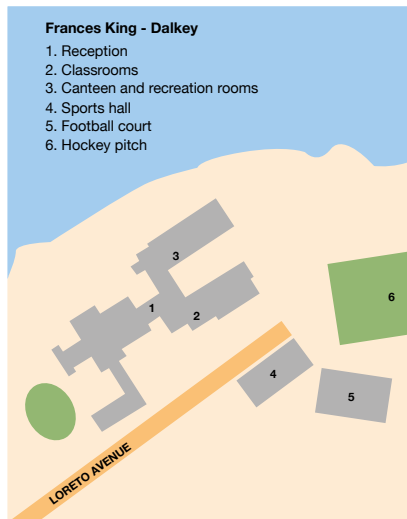 Frances King - Dalkey
1. Reception
2. Classrooms
3. Canteen and recreation rooms
4. Sports hall
5. Football court
6. Hockey pitch
3
6
1
2
4
5
LORETO AVENUE